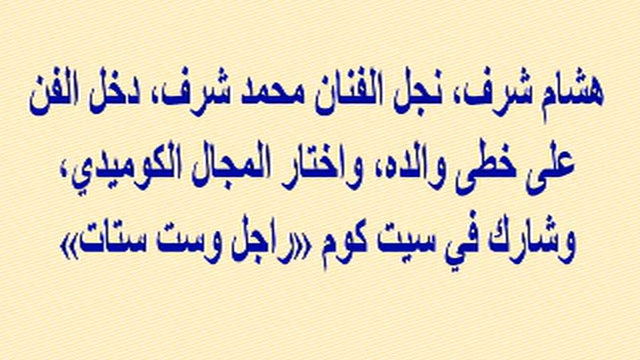 هشام شرف، نجل الفنان محمد شرف، دخل الفن
على خطى والده، واختار المجال الكوميدي،
وشارك في سيت كوم «راجل وست ستات»